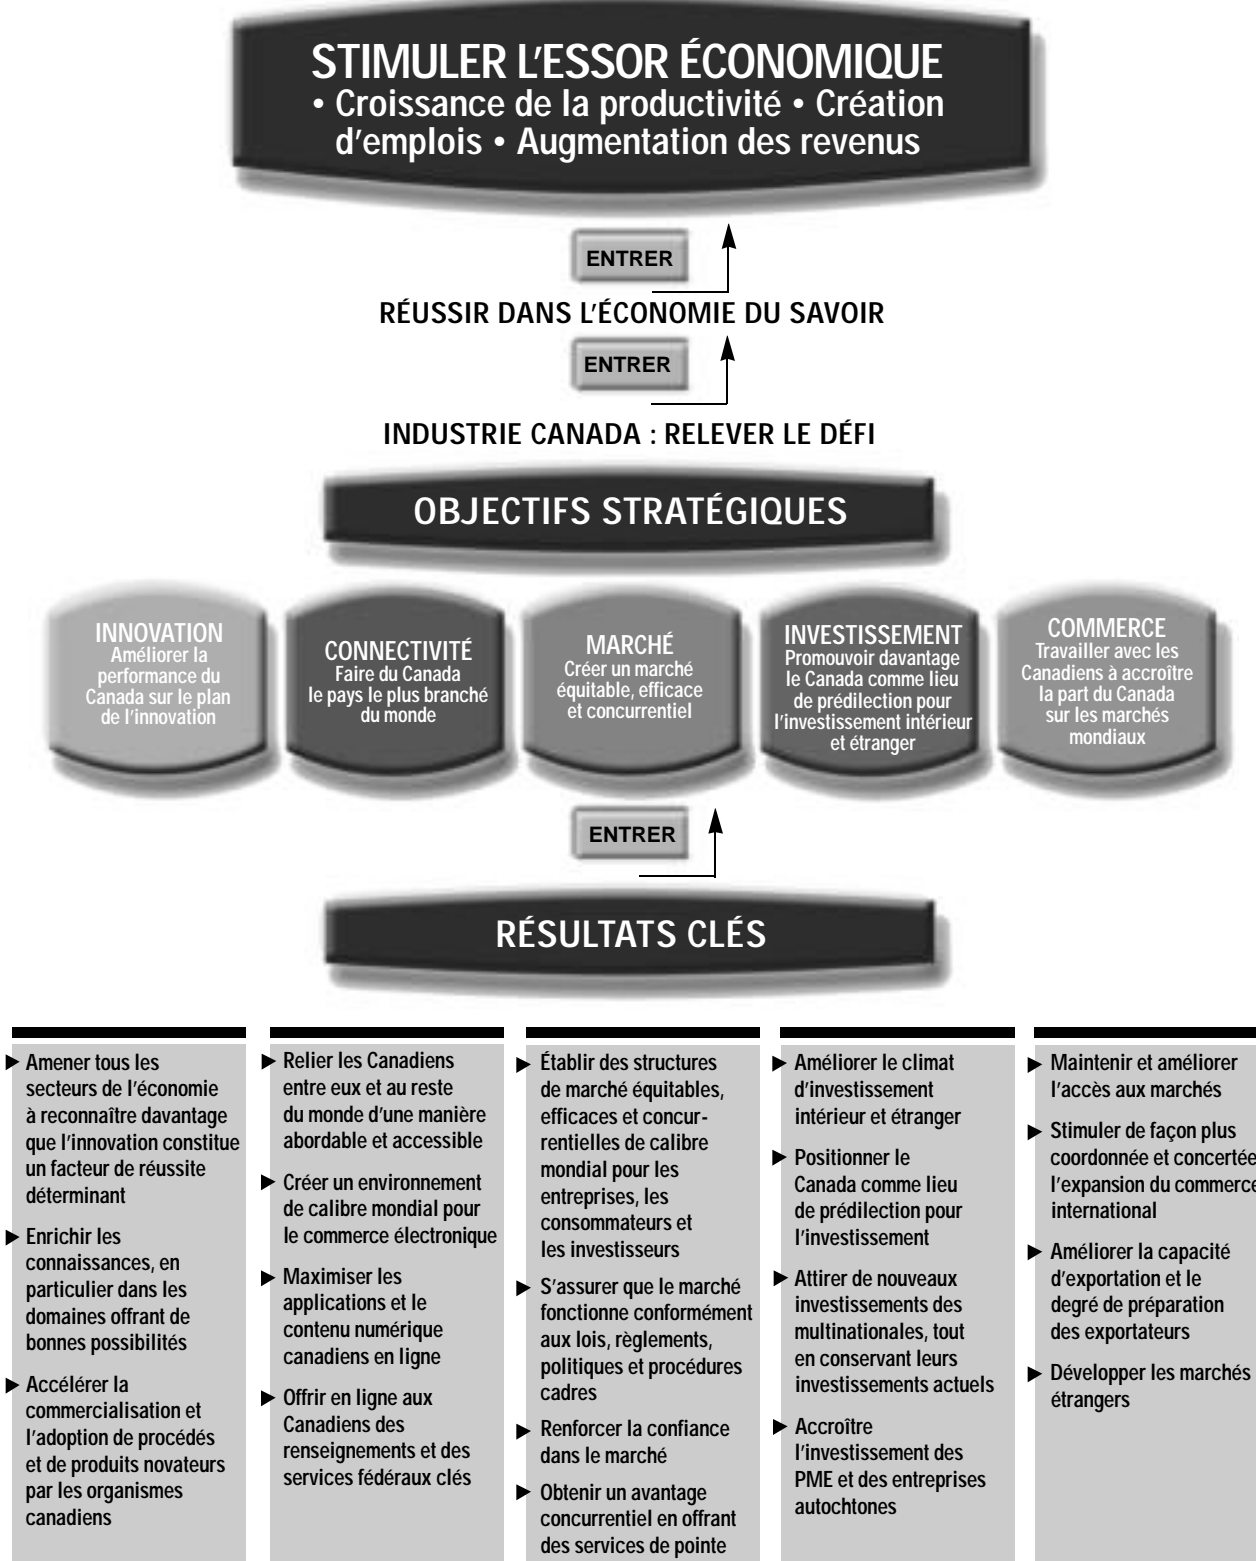 STIMULER L'ESSOR ÉCONOMIQUE
• Croissance de la productivité • Création
d'emplois • Augmentation des revenus
ENTRER
RÉUSSIR DANS L'ÉCONOMIE DU SAVOIR
ENTRER
INDUSTRIE CANADA : RELEVER LE DÉFI
OBJECTIFS STRATÉGIQUES
INNOVATION
Améliorer la
performance du
Canada sur le plan
de l'innovation
CONNECTIVITÉ
Faire du Canada
le pays le plus branché
du monde
MARCHÉ
Créer un marché
équitable, efficace
et concurrentiel
INVESTISSEMENT
Promouvoir davantage
le Canada comme lieu
de prédilection pour
l'investissement intérieur
et étranger
COMMERCE
Travailler avec les
Canadiens à accroître
la part du Canada
sur les marchés
mondiaux
ENTRER
RÉSULTATS CLÉS
► Amener tous les
secteurs de l'économie
à reconnaître davantage
que l'innovation constitue
un facteur de réussite
déterminant
► Enrichir les
connaissances, en
particulier dans les
domaines offrant de
bonnes possibilités
► Accélérer la
commercialisation et
l'adoption de procédés
et de produits novateurs
par les organismes
canadiens
► Relier les Canadiens
entre eux et au reste
du monde d'une manière
abordable et accessible
► Créer un environnement
de calibre mondial pour
le commerce électronique
► Maximiser les
applications et le
contenu numérique
canadiens en ligne
► Offrir en ligne aux
Canadiens des
renseignements et des
services fédéraux clés
► Établir des structures
de marché équitables,
efficaces et concur-
rentielles de calibre
mondial pour les
entreprises, les
consommateurs et
les investisseurs
► S'assurer que le marché
fonctionne conformément
aux lois, règlements,
politiques et procédures
cadres
► Renforcer la confiance
dans le marché
► Obtenir un avantage
concurrentiel en offrant
des services de pointe
► Améliorer le climat
d'investissement
intérieur et étranger
► Positionner le
Canada comme lieu
de prédilection pour
l'investissement
► Attirer de nouveaux
investissements des
multinationales, tout
en conservant leurs
investissements actuels
► Accroître
l'investissement des
PME et des entreprises
autochtones
► Maintenir et améliorer
l'accès aux marchés
► Stimuler de façon plus
coordonnée et concertée
l'expansion du commerce
international
► Améliorer la capacité
d'exportation et le
degré de préparation
des exportateurs
► Développer les marchés
étrangers